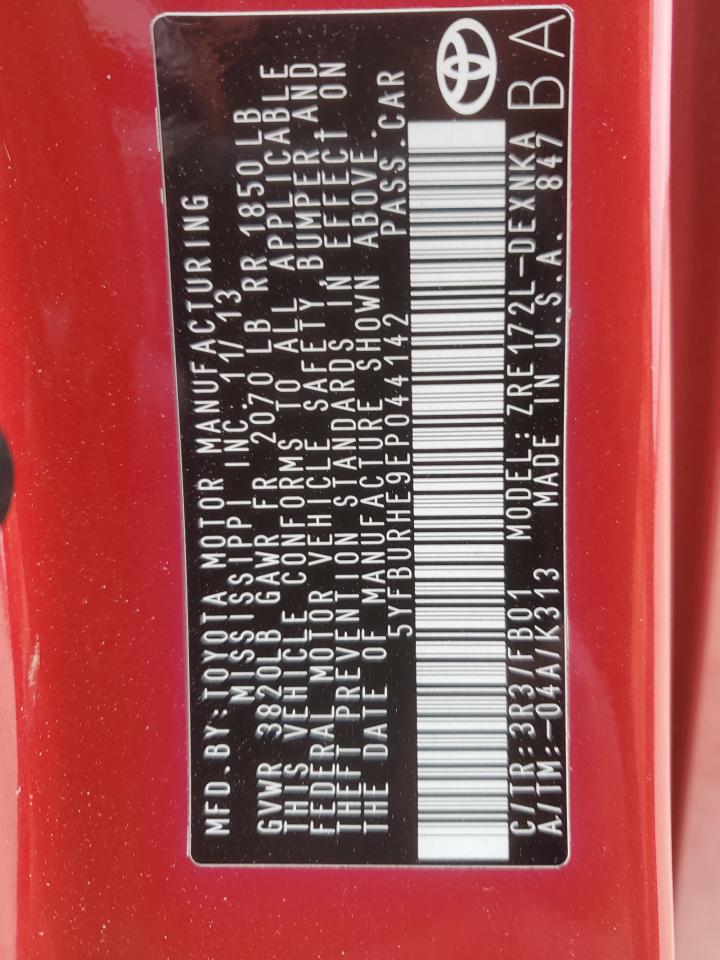 MFD.BY:TOYOTA MOTOR MANUFACTURING
MISSISSIPPI INC. 11/13
GVWR 3820LB GAWR FR 2070 LB RR 1850 LB
THIS VEHICLE CONFORMS TO ALL APPLICABLE
FEDERAL MOTOR VEHICLE SAFETY BUMPER AND
THEFT PREVENTION STANDARDS IN EFFECT ON
THE DATE OF MANUFACTURE SHOWN ABOVE.
5YFBURHE9EP044142 PASS.CAR
C/TR:3R3/FB01 MODEL:ZRE172L-DEXNKA
A/TM:-04A/K313 MADE IN U.S.A. 847
BA